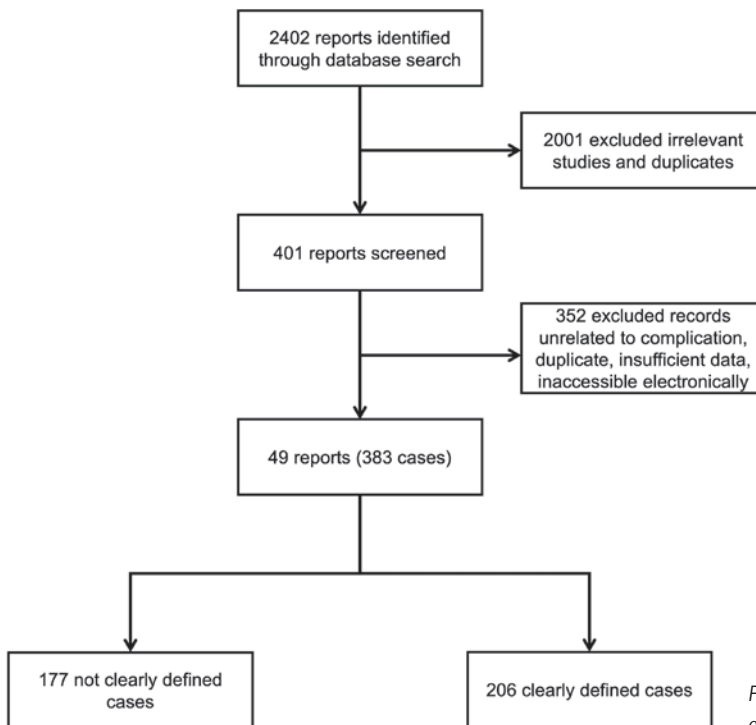 2402 reports identified
through database search
2001 excluded irrelevant
studies and duplicates
401 reports screened
352 excluded records
unrelated to complication,
duplicate, insufficient data,
inaccessible electronically
49 reports (383 cases)
177 not clearly defined
cases
206 clearly defined cases